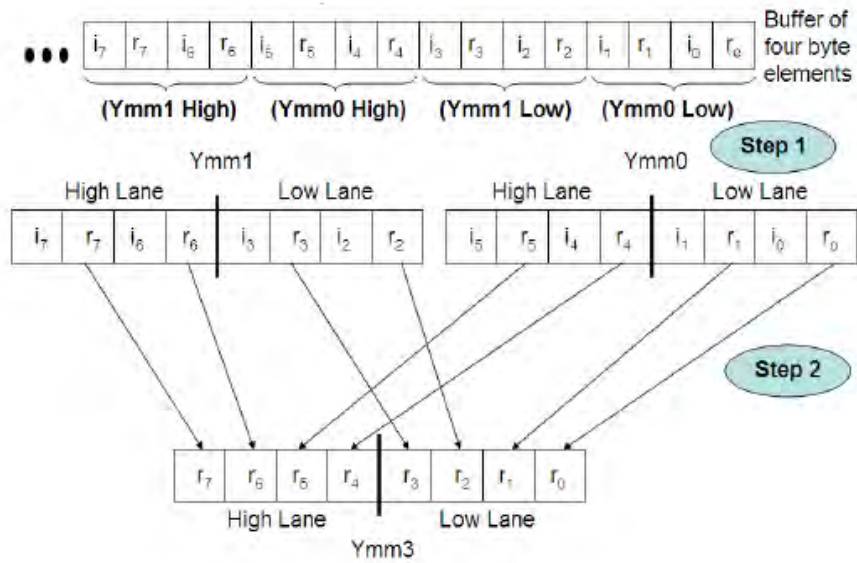 ••• i₇ r₇ i₆ r₆ i₅ r₅ i₄ r₄ i₃ r₃ i₂ r₂ i₁ r₁ i₀ r₀ Buffer of
four byte
elements
(Ymm1 High) (Ymm0 High) (Ymm1 Low) (Ymm0 Low)
Step 1
Ymm1 Ymm0
High Lane Low Lane High Lane Low Lane
i₇ r₇ i₆ r₆ i₃ r₃ i₂ r₂ i₅ r₅ i₄ r₄ i₁ r₁ i₀ r₀
Step 2
r₇ r₆ r₅ r₄ r₃ r₂ r₁ r₀
High Lane Low Lane
Ymm3